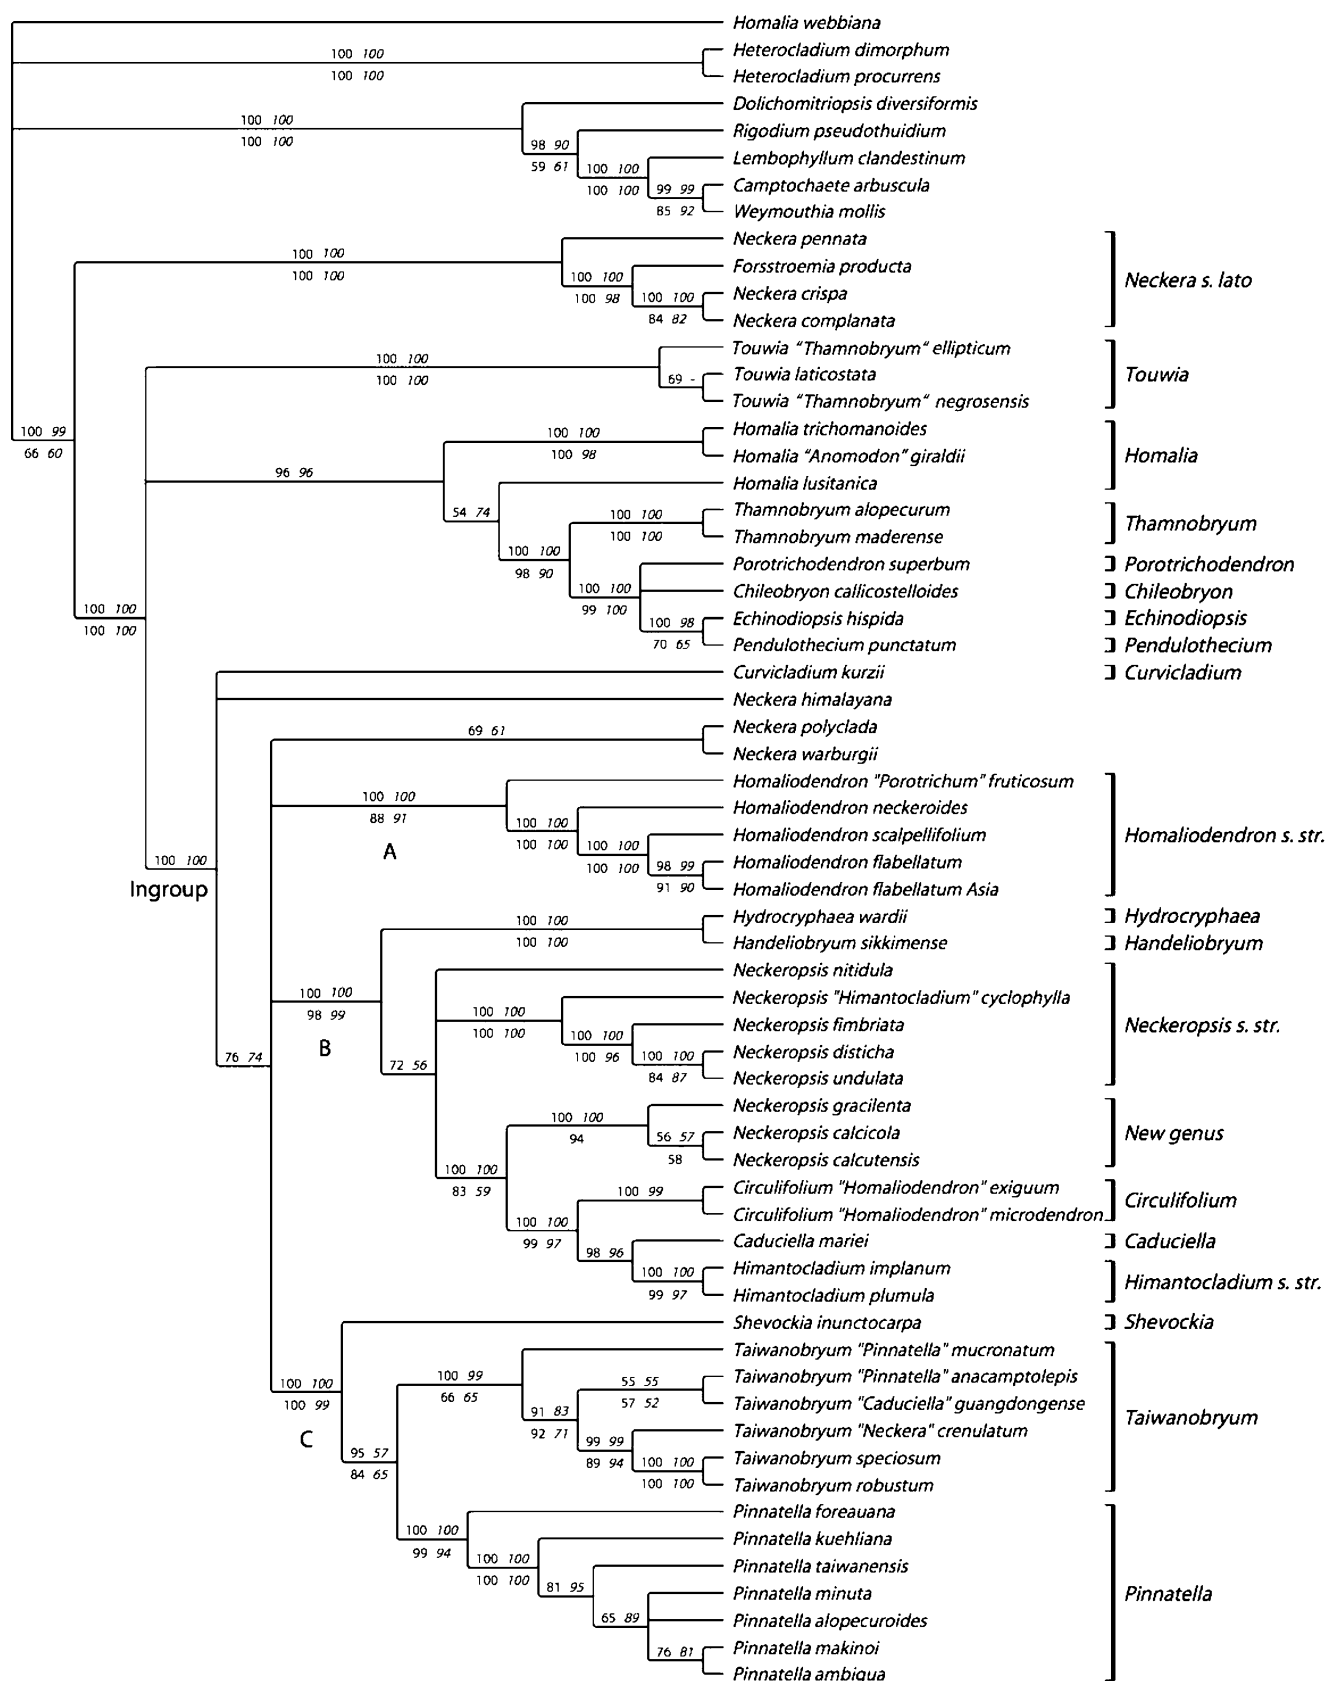 Homalia webbiana
100 100
Heterocladium dimorphum
100 100
Heterocladium procurrens
Dolichomitriopsis diversiformis
100 100
100 100
98 90
59 61
Rigodium pseudothuidium
100 100
100 100
Lembophyllum clandestinum
99 99
85 92
Camptochaete arbuscula
Weymouthia mollis
Neckera pennata
100 100
100 100
Forsstroemia producta
100 100
100 98
Neckera s. lato
Neckera crispa
100 100
84 82
Neckera complanata
Touwia "Thamnobryum" ellipticum
100 100
100 100
Touwia laticostata
69 -
Touwia
Touwia "Thamnobryum" negrosensis
100 99
66 60
Homalia trichomanoides
100 100
100 98
Homalia "Anomodon" giraldii
Homalia
96 96
Homalia lusitanica
54 74
Thamnobryum alopecurum
100 100
100 100
Thamnobryum
Thamnobryum maderense
100 100
98 90
Porotrichodendron superbum
Porotrichodendron
100 100
99 100
Chileobryon callicostelloides
Chileobryon
Echinodiopsis hispida
Echinodiopsis
100 98
70 65
Pendulothecium punctatum
Pendulothecium
100 100
100 100
Curvicladium kurzii
Curvicladium
Neckera himalayana
Neckera polyclada
69 61
Neckera warburgii
Homaliodendron "Porotrichum" fruticosum
100 100
88 91
A
Homaliodendron neckeroides
100 100
100 100
Homaliodendron scalpellifolium
Homaliodendron s. str.
100 100
100 100
Homaliodendron flabellatum
98 99
91 90
Homaliodendron flabellatum Asia
100 100
Ingroup
Hydrocryphaea wardii
Hydrocryphaea
100 100
100 100
Handeliobryum sikkimense
Handeliobryum
Neckeropsis nitidula
100 100
98 99
B
Neckeropsis "Himantocladium" cyclophylla
100 100
100 100
Neckeropsis fimbriata
Neckeropsis s. str.
100 100
100 96
Neckeropsis disticha
100 100
84 87
Neckeropsis undulata
76 74
72 56
Neckeropsis gracilenta
100 100
94
Neckeropsis calcicola
New genus
56 57
58
Neckeropsis calcutensis
100 100
83 59
Circulifolium "Homaliodendron" exiguum
100 99
Circulifolium
Circulifolium "Homaliodendron" microdendron
100 100
99 97
Caduciella mariei
Caduciella
98 96
Himantocladium implanum
100 100
99 97
Himantocladium s. str.
Himantocladium plumula
Shevockia inunctocarpa
Shevockia
Taiwanobryum "Pinnatella" mucronatum
100 99
66 65
Taiwanobryum "Pinnatella" anacamptolepis
55 55
57 52
100 100
100 99
C
Taiwanobryum "Caduciella" guangdongense
91 83
92 71
Taiwanobryum
Taiwanobryum "Neckera" crenulatum
99 99
89 94
Taiwanobryum speciosum
100 100
100 100
Taiwanobryum robustum
95 57
84 65
Pinnatella foreauana
100 100
99 94
Pinnatella kuehliana
100 100
100 100
Pinnatella taiwanensis
81 95
Pinnatella minuta
Pinnatella
65 89
Pinnatella alopecuroides
Pinnatella makinoi
76 81
Pinnatella ambigua